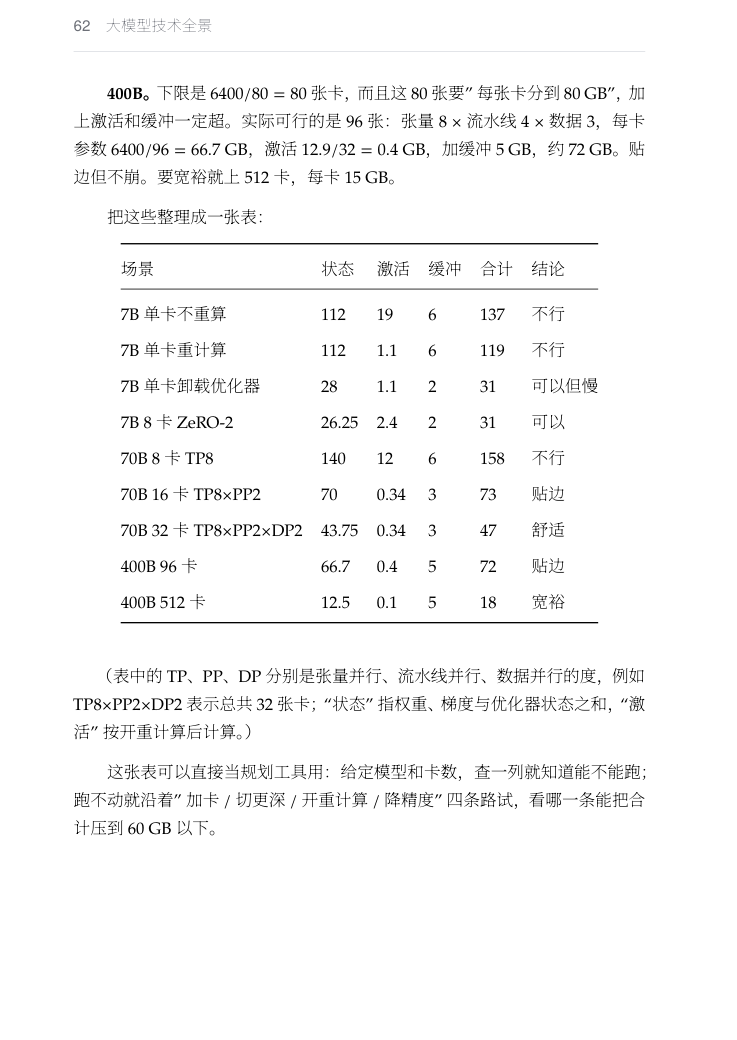 62 大模型技术全景
400B。下限是 6400/80 = 80 张卡，而且这 80 张要” 每张卡分到 80 GB”，加
上激活和缓冲一定超。实际可行的是 96 张：张量 8 × 流水线 4 × 数据 3，每卡
参数 6400/96 = 66.7 GB，激活 12.9/32 = 0.4 GB，加缓冲 5 GB，约 72 GB。贴
边但不崩。要宽裕就上 512 卡，每卡 15 GB。
把这些整理成一张表：
场景 状态 激活 缓冲 合计 结论
7B 单卡不重算 112 19 6 137 不行
7B 单卡重计算 112 1.1 6 119 不行
7B 单卡卸载优化器 28 1.1 2 31 可以但慢
7B 8 卡 ZeRO-2 26.25 2.4 2 31 可以
70B 8 卡 TP8 140 12 6 158 不行
70B 16 卡 TP8×PP2 70 0.34 3 73 贴边
70B 32 卡 TP8×PP2×DP2 43.75 0.34 3 47 舒适
400B 96 卡 66.7 0.4 5 72 贴边
400B 512 卡 12.5 0.1 5 18 宽裕
（表中的 TP、PP、DP 分别是张量并行、流水线并行、数据并行的度，例如
TP8×PP2×DP2 表示总共 32 张卡；“状态” 指权重、梯度与优化器状态之和，“激
活” 按开重计算后计算。）
这张表可以直接当规划工具用：给定模型和卡数，查一列就知道能不能跑；
跑不动就沿着” 加卡 / 切更深 / 开重计算 / 降精度” 四条路试，看哪一条能把合
计压到 60 GB 以下。